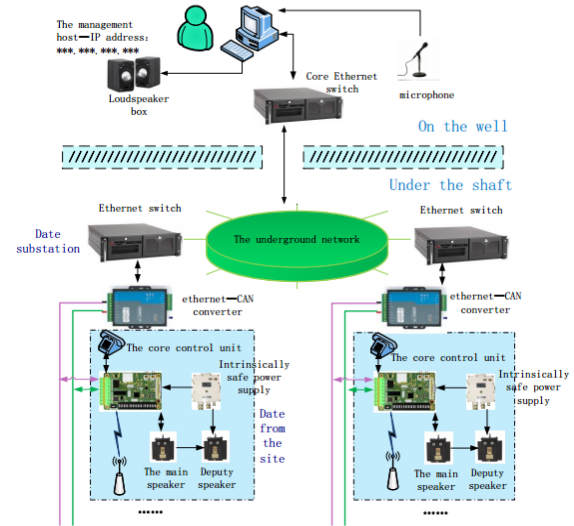 The management
host—IP address:
***. ***. ***. ***
Loudspeaker
box
Core Ethernet
switch
microphone
On the well
Under the shaft
Ethernet switch
Ethernet switch
Date
substation
The underground network
ethernet—CAN
converter
ethernet—CAN
converter
The core control unit
Intrinsically
safe power
supply
Date
from
the
site
The main
speaker
Deputy
speaker
......
The core control unit
Intrinsically
safe power
supply
The main
speaker
Deputy
speaker
......